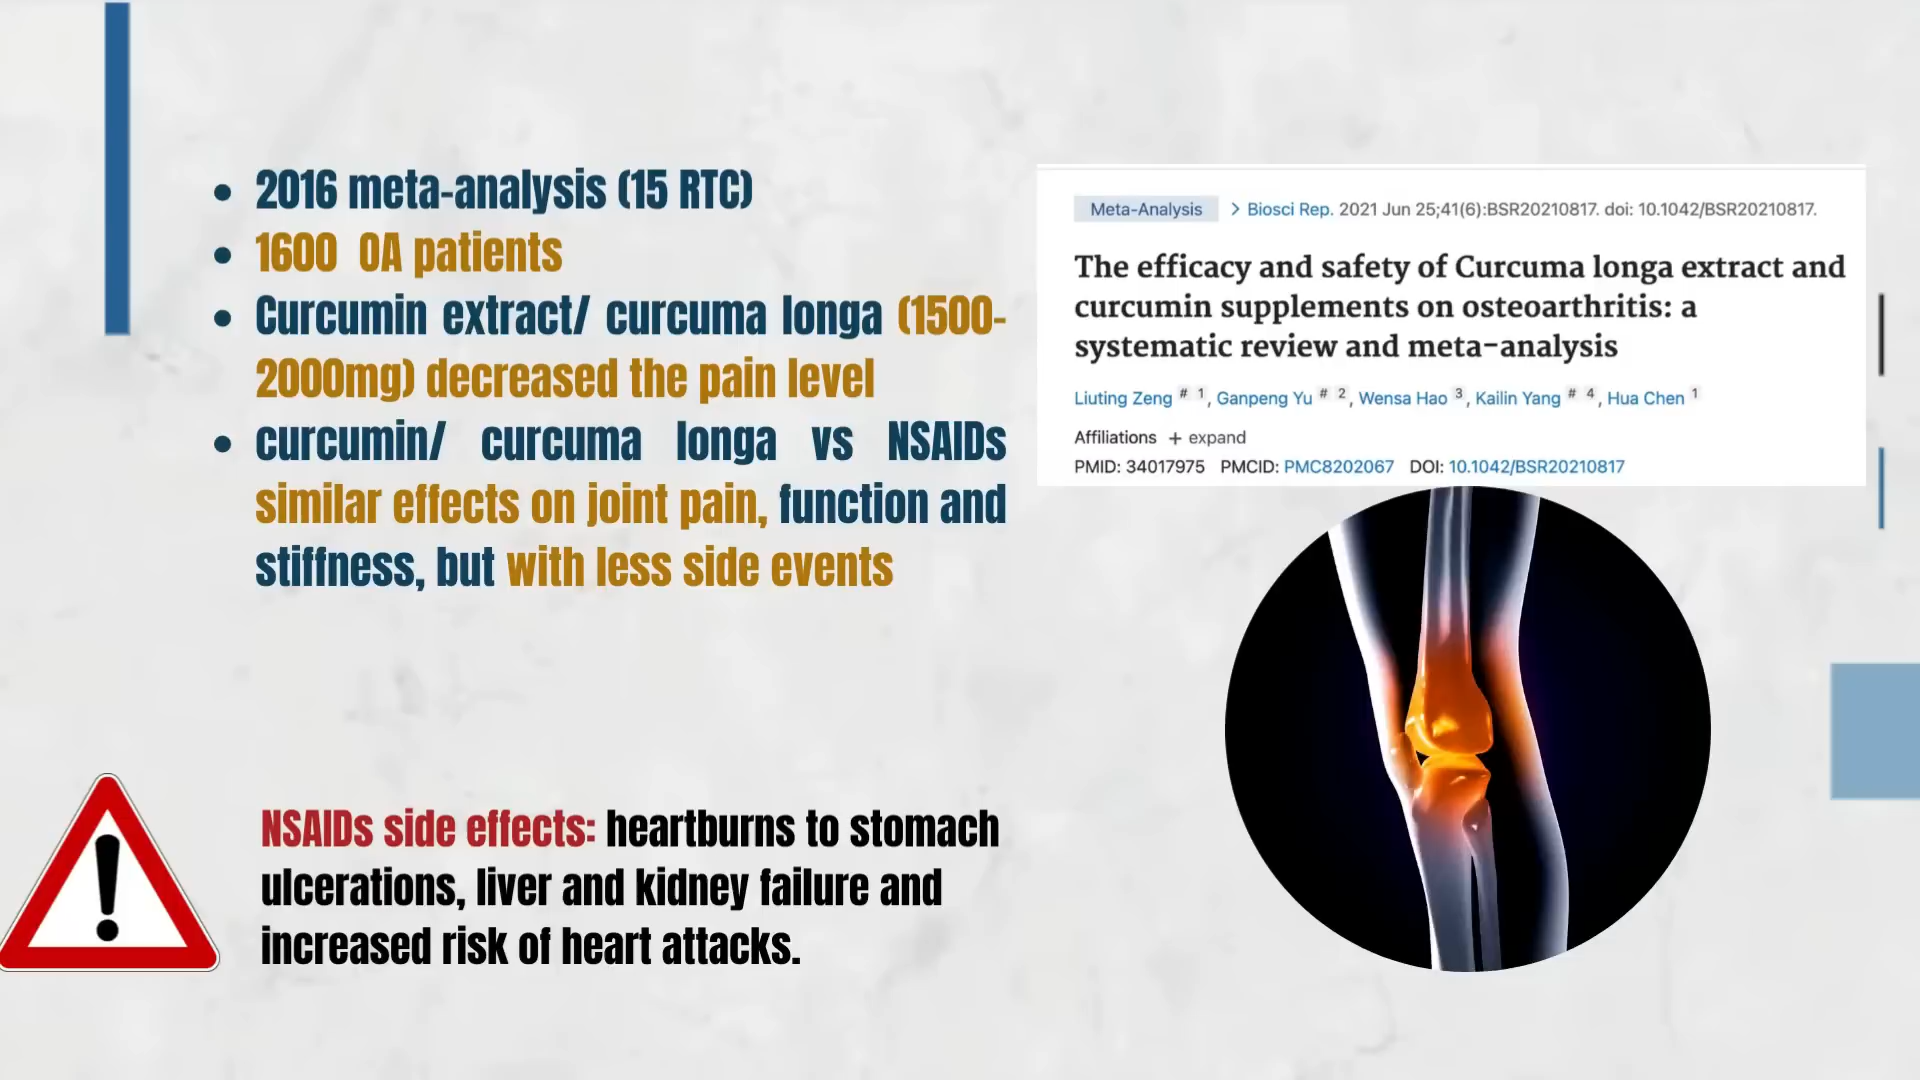 2016 meta-analysis (15 RTC)
1600 OA patients
Curcumin extract/ curcuma longa (1500-
2000mg) decreased the pain level
curcumin/ curcuma longa vs NSAIDs
similar effects on joint pain, function and
stiffness, but with less side events
NSAIDs side effects: heartburns to stomach
ulcerations, liver and kidney failure and
increased risk of heart attacks.
Meta-Analysis > Biosci Rep. 2021 Jun 25;41(6):BSR20210817. doi: 10.1042/BSR20210817.
The efficacy and safety of Curcuma longa extract and
curcumin supplements on osteoarthritis: a
systematic review and meta-analysis
Liuting Zeng # 1, Ganpeng Yu # 2, Wensa Hao 3, Kailin Yang # 4, Hua Chen 1
Affiliations + expand
PMID: 34017975 PMCID: PMC8202067 DOI: 10.1042/BSR20210817